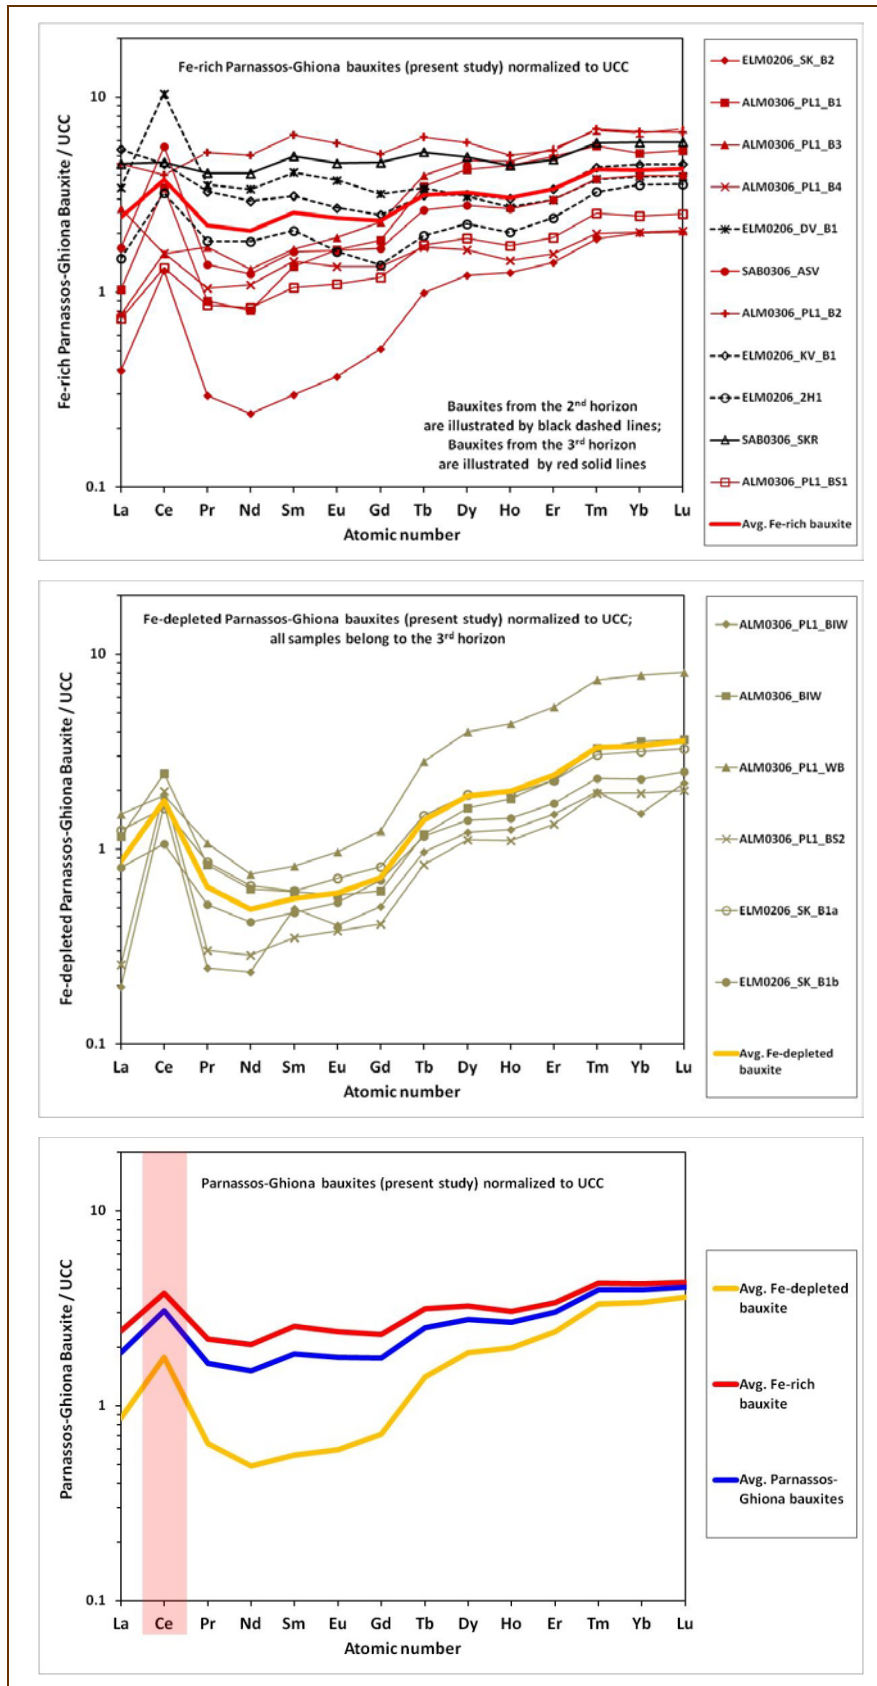 Fe-rich Parnassos-Ghiona bauxites (present study) normalized to UCC
Fe-rich Parnassos-Ghiona Bauxite / UCC
10
1
0.1
Bauxites from the 2nd horizon
are illustrated by black dashed lines;
Bauxites from the 3rd horizon
are illustrated by red solid lines
La Ce Pr Nd Sm Eu Gd Tb Dy Ho Er Tm Yb Lu
Atomic number
ELM0206_SK_B2
ALM0306_PL1_B1
ALM0306_PL1_B3
ALM0306_PL1_B4
ELM0206_DV_B1
SAB0306_ASV
ALM0306_PL1_B2
ELM0206_KV_B1
ELM0206_2H1
SAB0306_SKR
ALM0306_PL1_BS1
Avg. Fe-rich bauxite
Fe-depleted Parnassos-Ghiona bauxites (present study) normalized to UCC;
all samples belong to the 3rd horizon
Fe-depleted Parnassos-Ghiona Bauxite / UCC
10
1
0.1
La Ce Pr Nd Sm Eu Gd Tb Dy Ho Er Tm Yb Lu
Atomic number
ALM0306_PL1_BIW
ALM0306_BIW
ALM0306_PL1_WB
ALM0306_PL1_BS2
ELM0206_SK_B1a
ELM0206_SK_B1b
Avg. Fe-depleted
bauxite
Parnassos-Ghiona bauxites (present study) normalized to UCC
Parnassos-Ghiona Bauxite / UCC
10
1
0.1
La Ce Pr Nd Sm Eu Gd Tb Dy Ho Er Tm Yb Lu
Atomic number
Avg. Fe-depleted
bauxite
Avg. Fe-rich
bauxite
Avg. Parnassos-
Ghiona bauxites